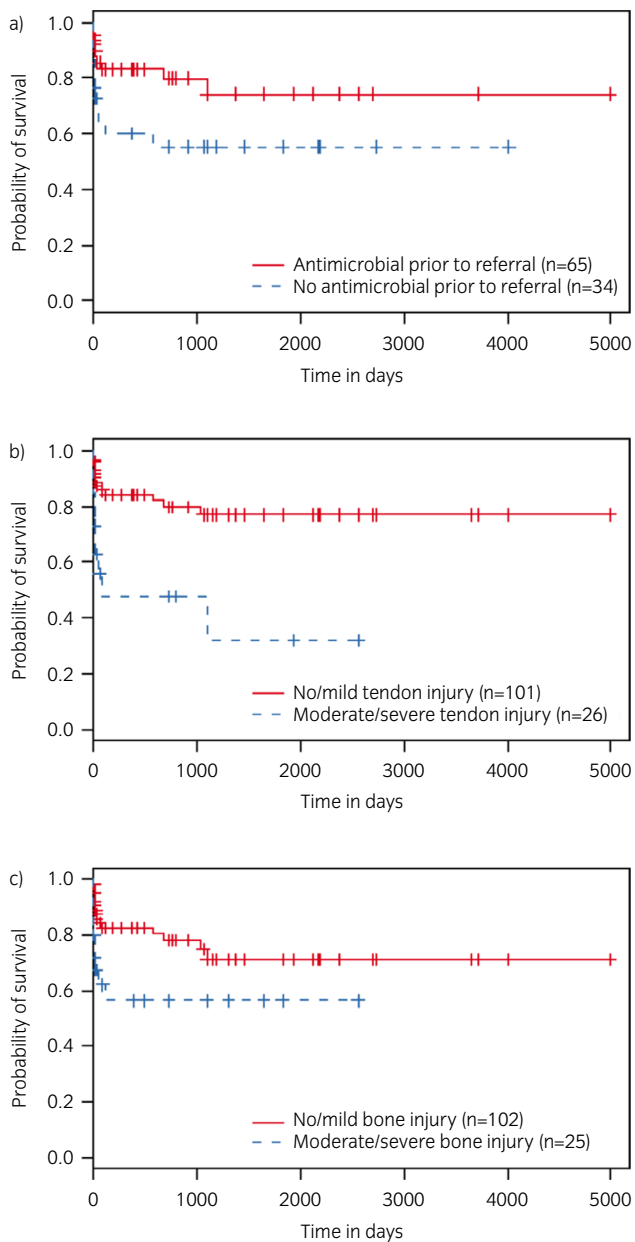 a)
Probability of survival
1.0
0.8
0.6
0.4
0.2
0.0
Antimicrobial prior to referral (n=65)
No antimicrobial prior to referral (n=34)
0 1000 2000 3000 4000 5000
Time in days
b)
Probability of survival
1.0
0.8
0.6
0.4
0.2
0.0
No/mild tendon injury (n=101)
Moderate/severe tendon injury (n=26)
0 1000 2000 3000 4000 5000
Time in days
c)
Probability of survival
1.0
0.8
0.6
0.4
0.2
0.0
No/mild bone injury (n=102)
Moderate/severe bone injury (n=25)
0 1000 2000 3000 4000 5000
Time in days